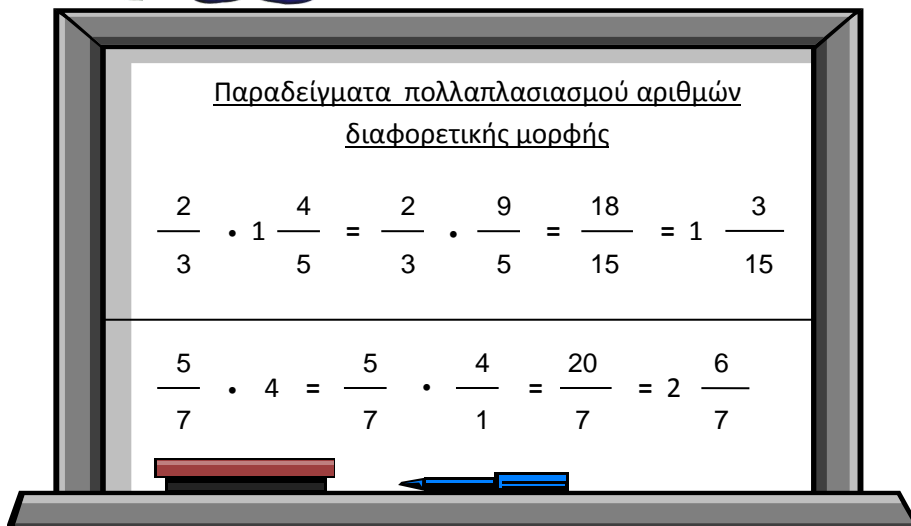 Παραδείγματα πολλαπλασιασμού αριθμών
διαφορετικής μορφής
2/3 · 1 4/5 = 2/3 · 9/5 = 18/15 = 1 3/15
5/7 · 4 = 5/7 · 4/1 = 20/7 = 2 6/7